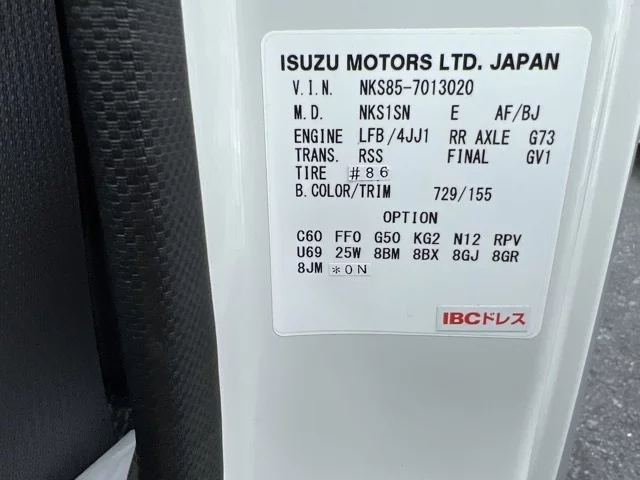 ISUZU MOTORS LTD. JAPAN
V.I.N. NKS85-7013020
M.D. NKS1SN E AF/BJ
ENGINE LFB/4JJ1 RR AXLE G73
TRANS. RSS FINAL GV1
TIRE #86
B.COLOR/TRIM 729/155
OPTION
C60 FF0 G50 KG2 N12 RPV
U69 25W 8BM 8BX 8GJ 8GR
8JM *0N
IBCドレス